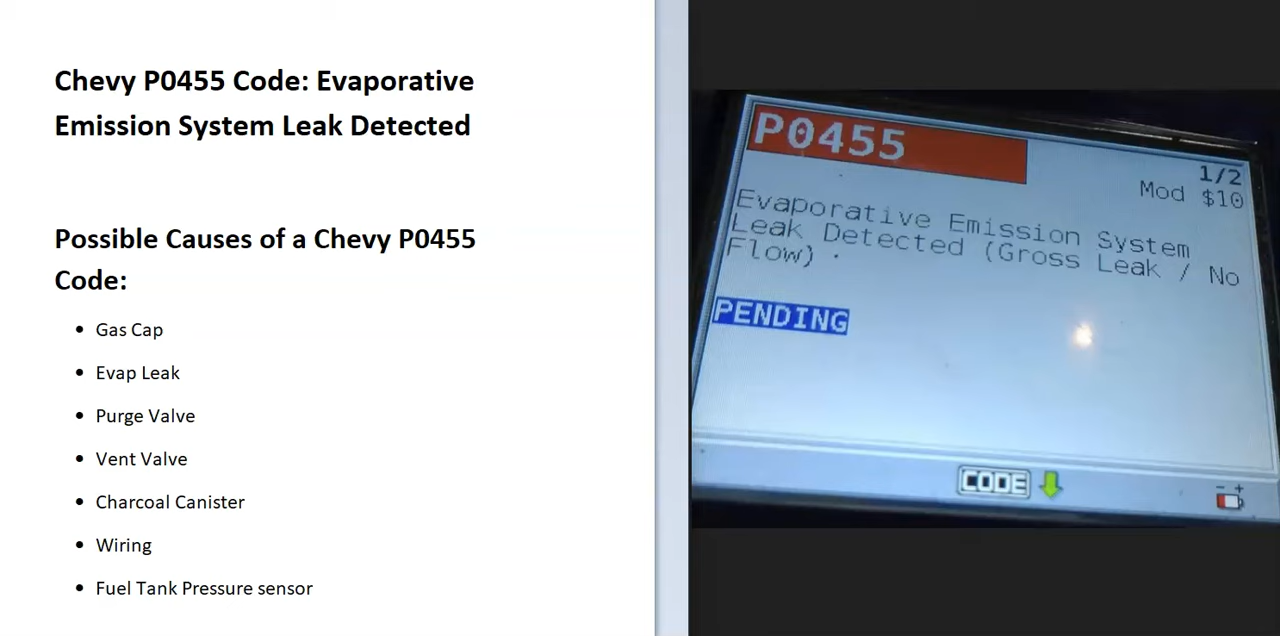 Chevy P0455 Code: Evaporative
Emission System Leak Detected
Possible Causes of a Chevy P0455
Code:
• Gas Cap
• Evap Leak
• Purge Valve
• Vent Valve
• Charcoal Canister
• Wiring
• Fuel Tank Pressure sensor
P0455
1/2
Mod $10
Evaporative Emission System
Leak Detected (Gross Leak / No
Flow)
PENDING
CODE
- +